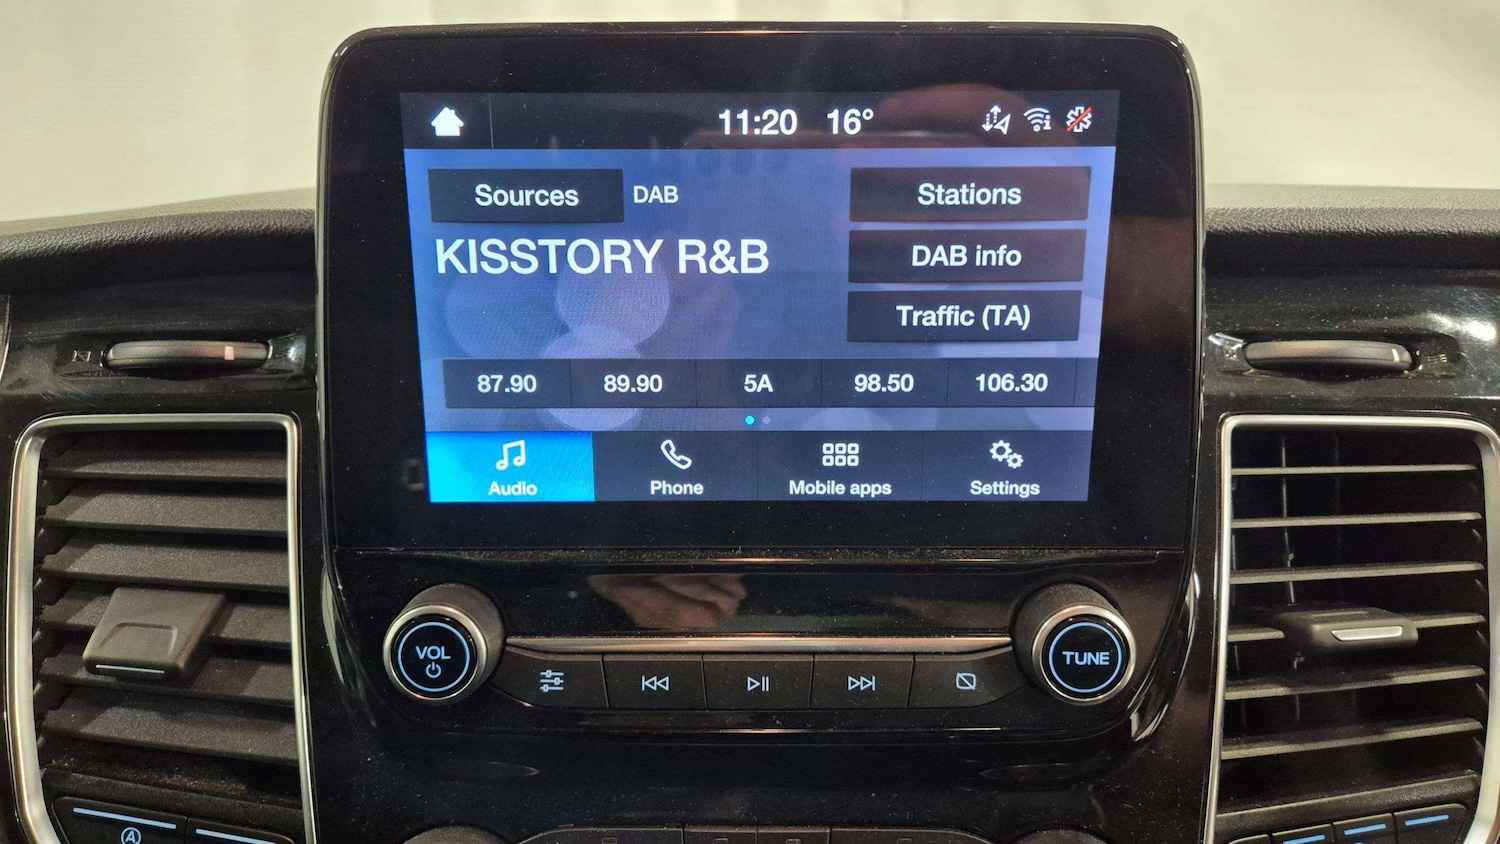 11:20 16°
Sources DAB Stations
KISSTORY R&B DAB info
Traffic (TA)
87.90 89.90 5A 98.50 106.30
Audio Phone Mobile apps Settings
VOL TUNE
A